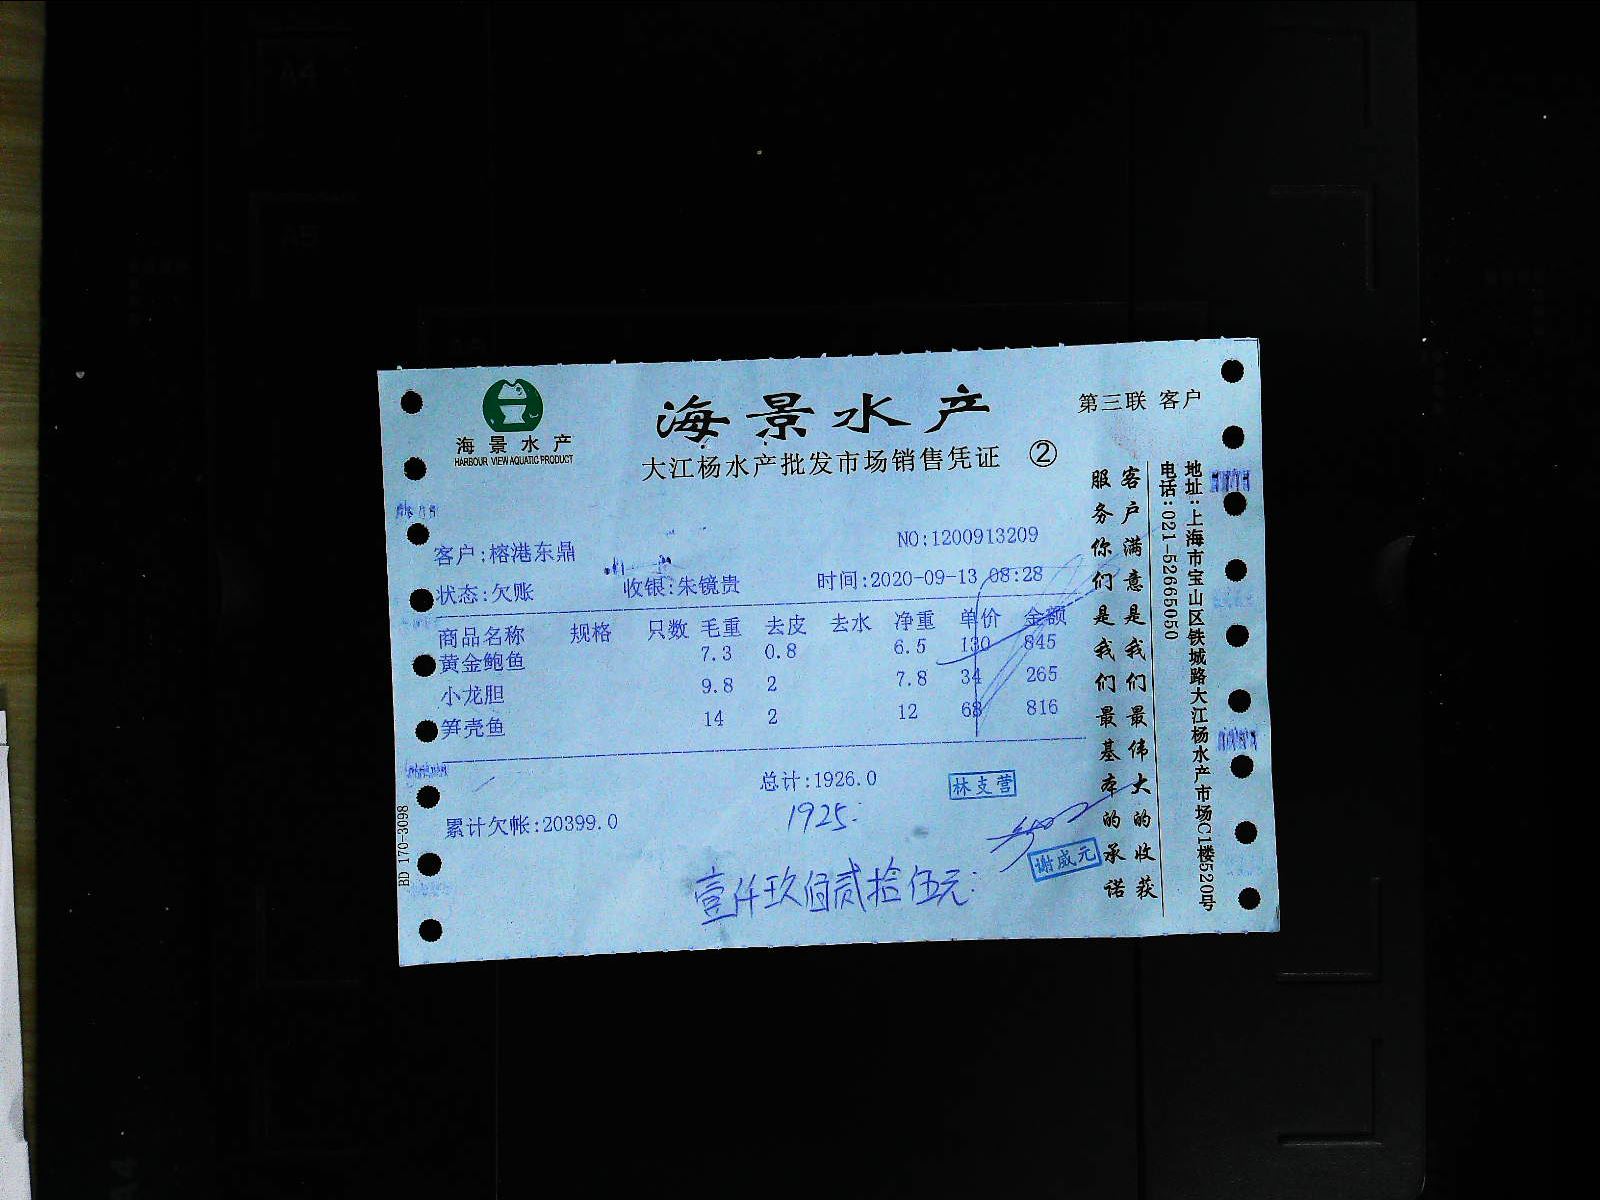 海景水产
HARBOUR VIEW AQUATIC PRODUCT
海景水产
大江杨水产批发市场销售凭证 ②
第三联 客户
客户:榕港东鼎
NO:1200913209
状态:欠账 收银:朱镜贵 时间:2020-09-13 08:28
商品名称 规格 只数 毛重 去皮 去水 净重 单价 金额
黄金鲍鱼 7.3 0.8 6.5 130 845
小龙胆 9.8 2 7.8 34 265
笋壳鱼 14 2 12 68 816
总计:1926.0
林支营
1925.
累计欠帐:20399.0
谢威元
壹仟玖佰贰拾伍元
BD 170-3098
客户满意是我们最伟大的收获
服务你们是我们最基本的承诺
地址:上海市宝山区铁城路大江杨水产市场C1楼520号
电话:021-52665050
A4
A5